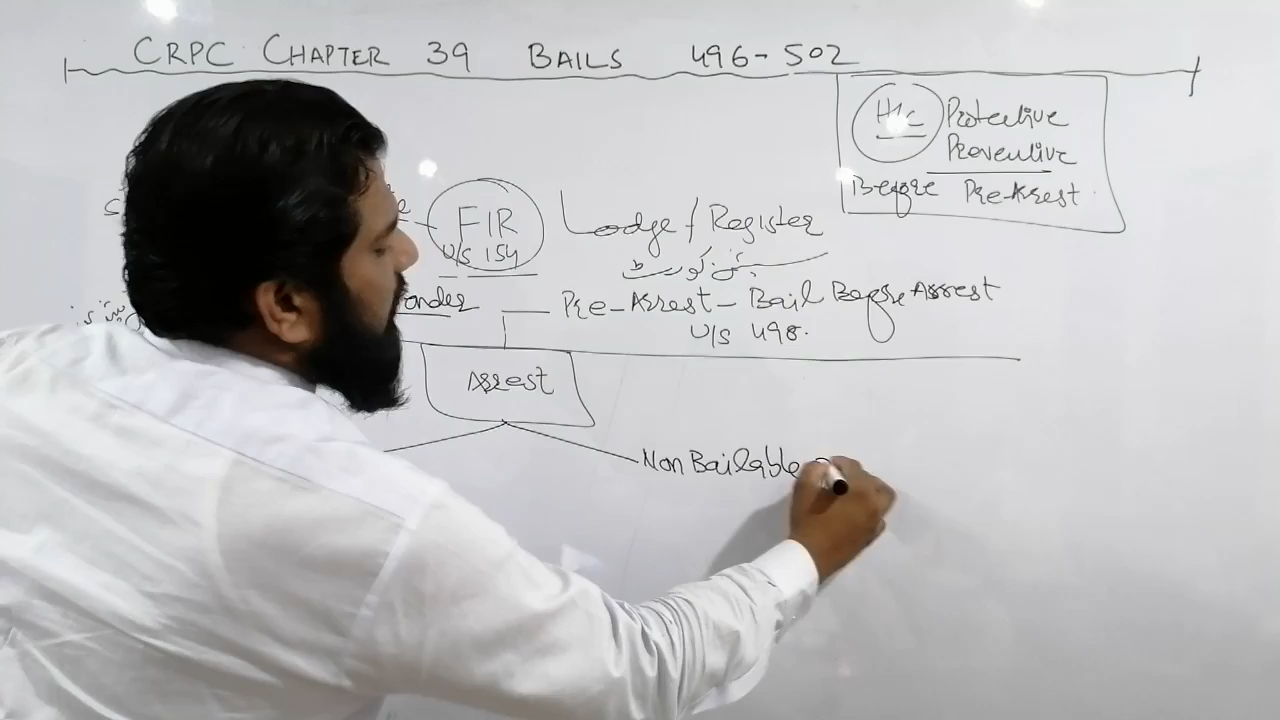 CRPC CHAPTER 39 BAILS 496-502
H/c Protective
Preventive
Before Pre-Arrest
FIR
U/S 154
Lodge / Register
onder
Pre-Arrest - Bail Before Arrest
U/S 498.
Arrest
Non Bailable